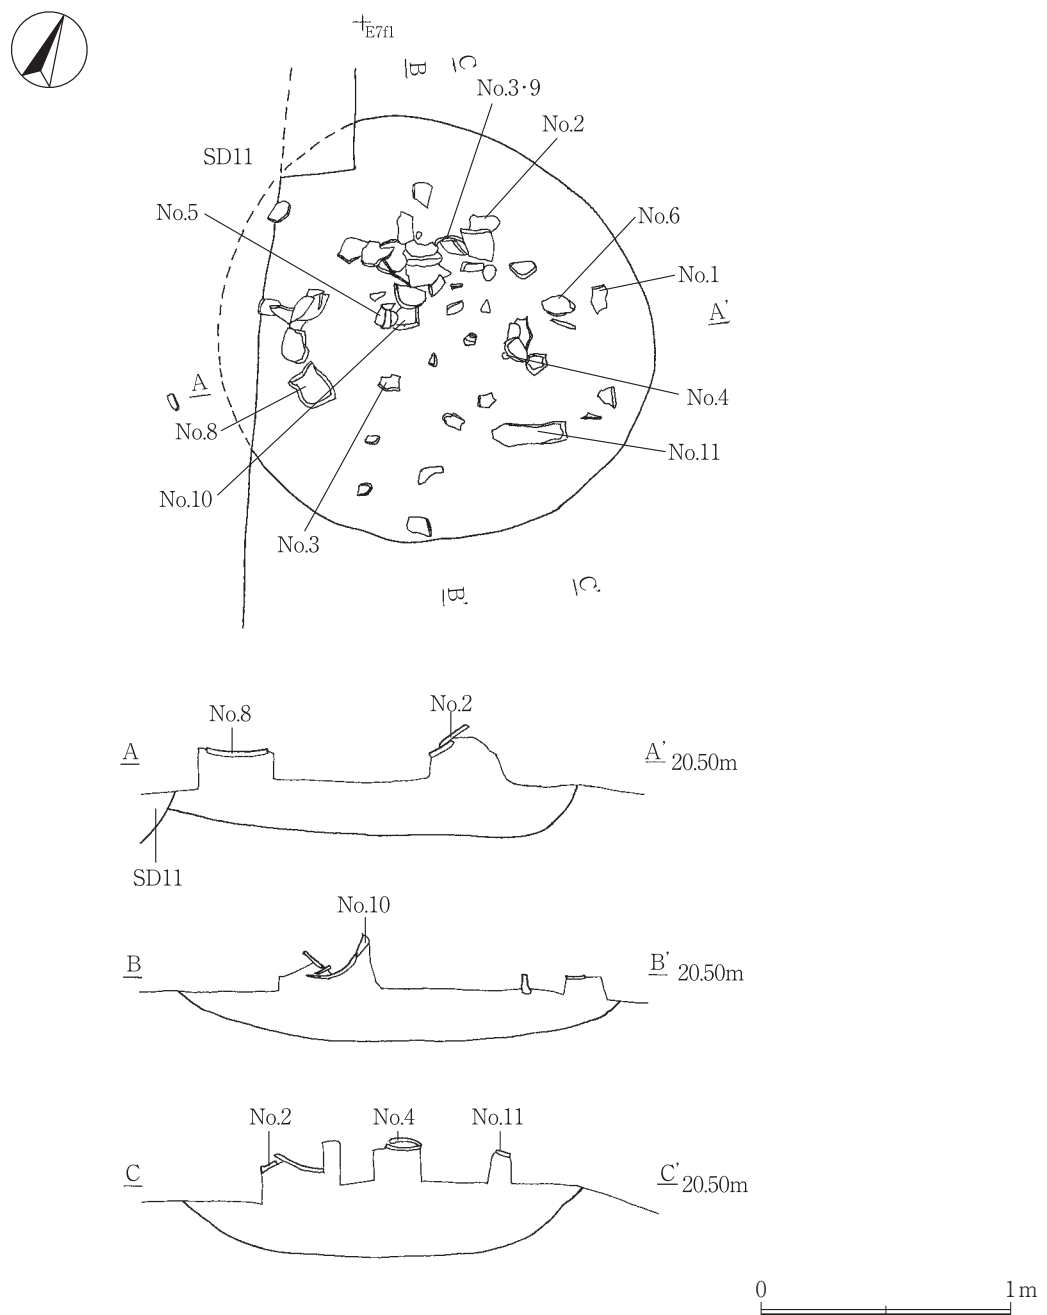 E7f1
B C
No.3・9
No.2
SD11
No.5
No.6
No.1
A'
A
No.4
No.8
No.11
No.10
No.3
B' C'
No.8 No.2
A A' 20.50m
SD11
No.10
B B' 20.50m
No.2 No.4 No.11
C C' 20.50m
0 1m